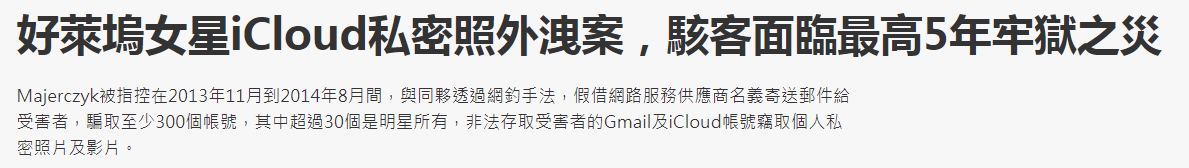 好萊塢女星iCloud私密照外洩案，駭客面臨最高5年牢獄之災
Majerczyk被指控在2013年11月到2014年8月間，與同夥透過網釣手法，假借網路服務供應商名義寄送郵件給
受害者，騙取至少300個帳號，其中超過30個是明星所有，非法存取受害者的Gmail及iCloud帳號竊取個人私
密照片及影片。